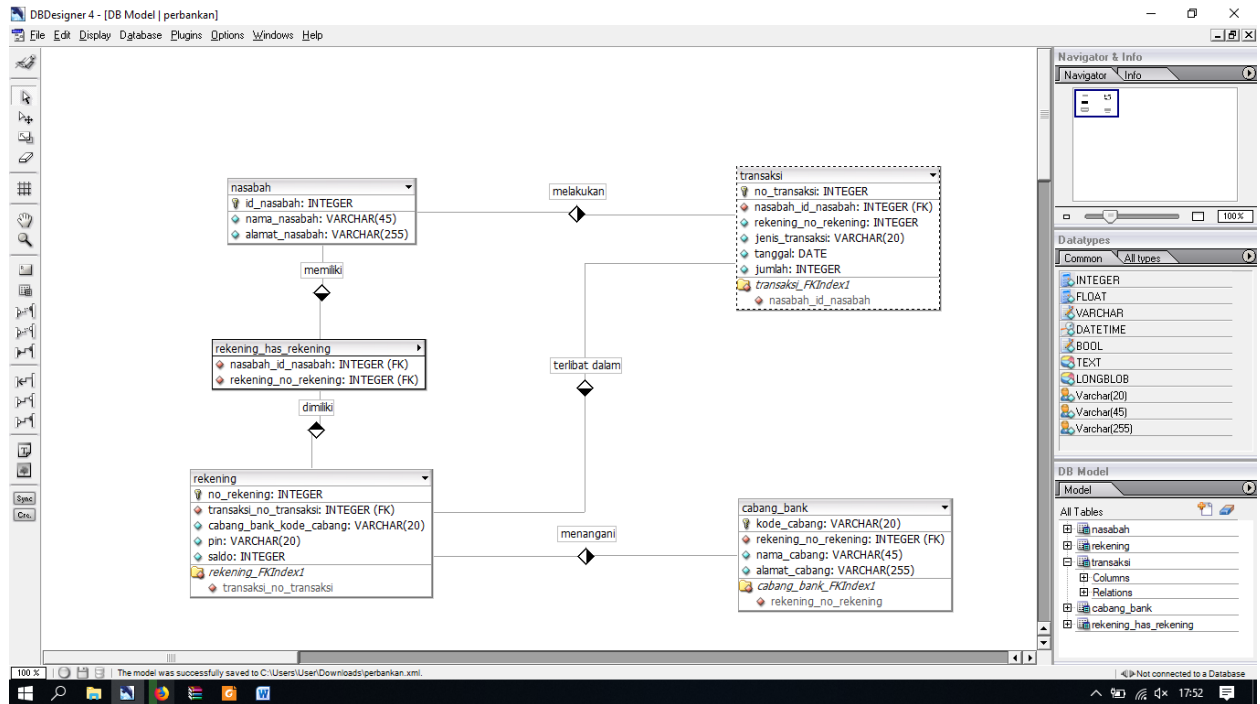 DBDesigner 4 - [DB Model | perbankan]
File Edit Display Database Plugins Options Windows Help
nasabah
id_nasabah: INTEGER
nama_nasabah: VARCHAR(45)
alamat_nasabah: VARCHAR(255)
melakukan
transaksi
no_transaksi: INTEGER
nasabah_id_nasabah: INTEGER (FK)
rekening_no_rekening: INTEGER
jenis_transaksi: VARCHAR(20)
tanggal: DATE
jumlah: INTEGER
transaksi_FKIndex1
nasabah_id_nasabah
memiliki
rekening_has_rekening
nasabah_id_nasabah: INTEGER (FK)
rekening_no_rekening: INTEGER (FK)
dimiliki
terlibat dalam
rekening
no_rekening: INTEGER
transaksi_no_transaksi: INTEGER (FK)
cabang_bank_kode_cabang: VARCHAR(20)
pin: VARCHAR(20)
saldo: INTEGER
rekening_FKIndex1
transaksi_no_transaksi
menangani
cabang_bank
kode_cabang: VARCHAR(20)
rekening_no_rekening: INTEGER (FK)
nama_cabang: VARCHAR(45)
alamat_cabang: VARCHAR(255)
cabang_bank_FKIndex1
rekening_no_rekening
Navigator & Info
Navigator Info
100 %
Datatypes
Common All types
INTEGER
FLOAT
VARCHAR
DATETIME
BOOL
TEXT
LONGBLOB
Varchar(20)
Varchar(45)
Varchar(255)
DB Model
Model
All Tables
nasabah
rekening
transaksi
Columns
Relations
cabang_bank
rekening_has_rekening
Sync
100 % The model was successfully saved to C:\Users\User\Downloads\perbankan.xml.
Not connected to a Database
17:52